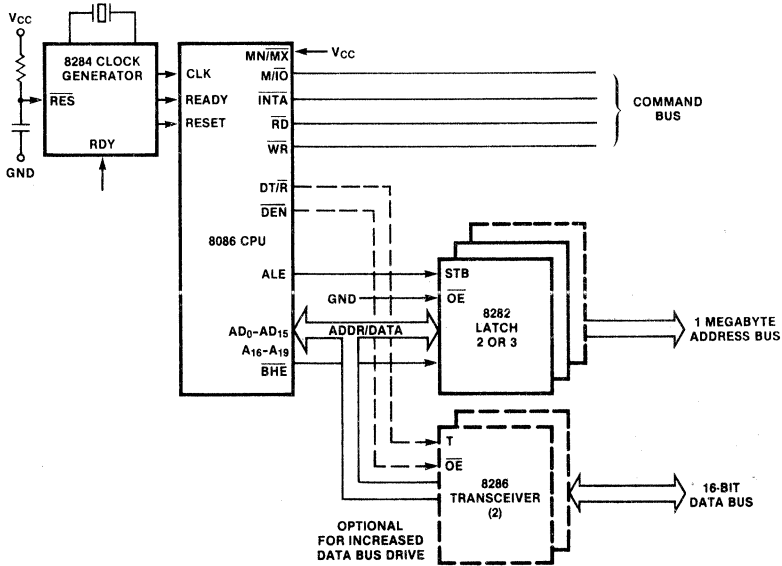 VCC
8284 CLOCK
GENERATOR
RES
RDY
GND
CLK
READY
RESET
8086 CPU
MN/MX
VCC
M/IO
INTA
RD
WR
COMMAND
BUS
DT/R
DEN
ALE
AD0-AD15
A16-A19
BHE
GND
ADDR/DATA
STB
OE
8282
LATCH
2 OR 3
1 MEGABYTE
ADDRESS BUS
T
OE
8286
TRANSCEIVER
(2)
16-BIT
DATA BUS
OPTIONAL
FOR INCREASED
DATA BUS DRIVE